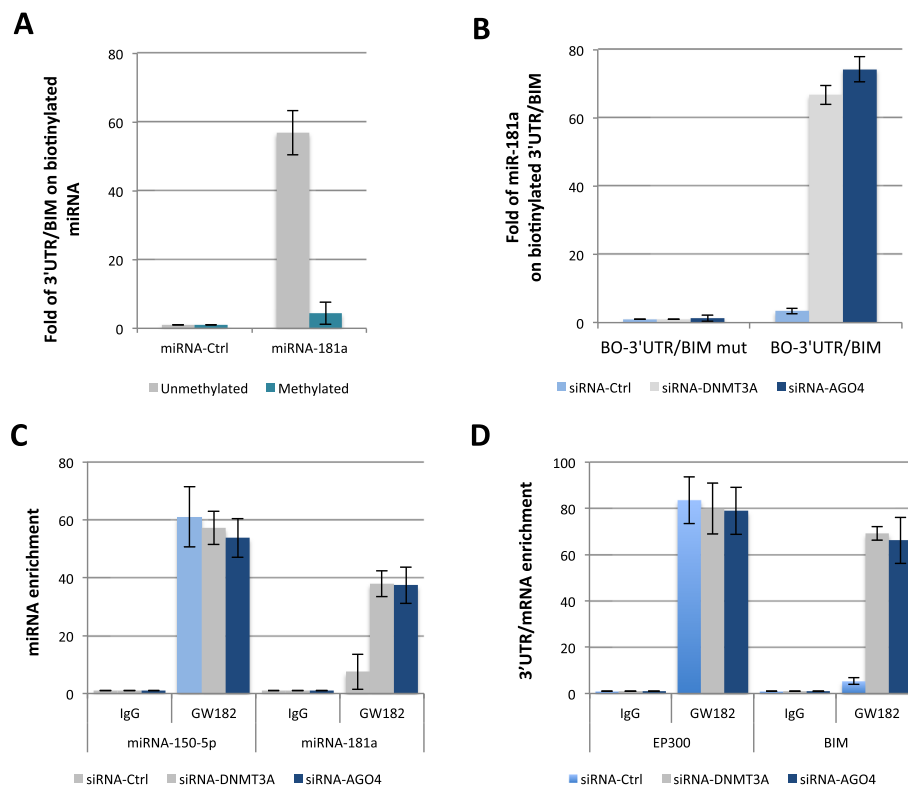 A
Fold of 3'UTR/BIM on biotinylated
miRNA
80
60
40
20
0
miRNA-Ctrl miRNA-181a
Unmethylated Methylated
B
Fold of miR-181a
on biotinylated 3'UTR/BIM
80
60
40
20
0
BO-3'UTR/BIM mut BO-3'UTR/BIM
siRNA-Ctrl siRNA-DNMT3A siRNA-AGO4
C
miRNA enrichment
80
60
40
20
0
IgG GW182 IgG GW182
miRNA-150-5p miRNA-181a
siRNA-Ctrl siRNA-DNMT3A siRNA-AGO4
D
3’UTR/mRNA enrichment
100
80
60
40
20
0
IgG GW182 IgG GW182
EP300 BIM
siRNA-Ctrl siRNA-DNMT3A siRNA-AGO4